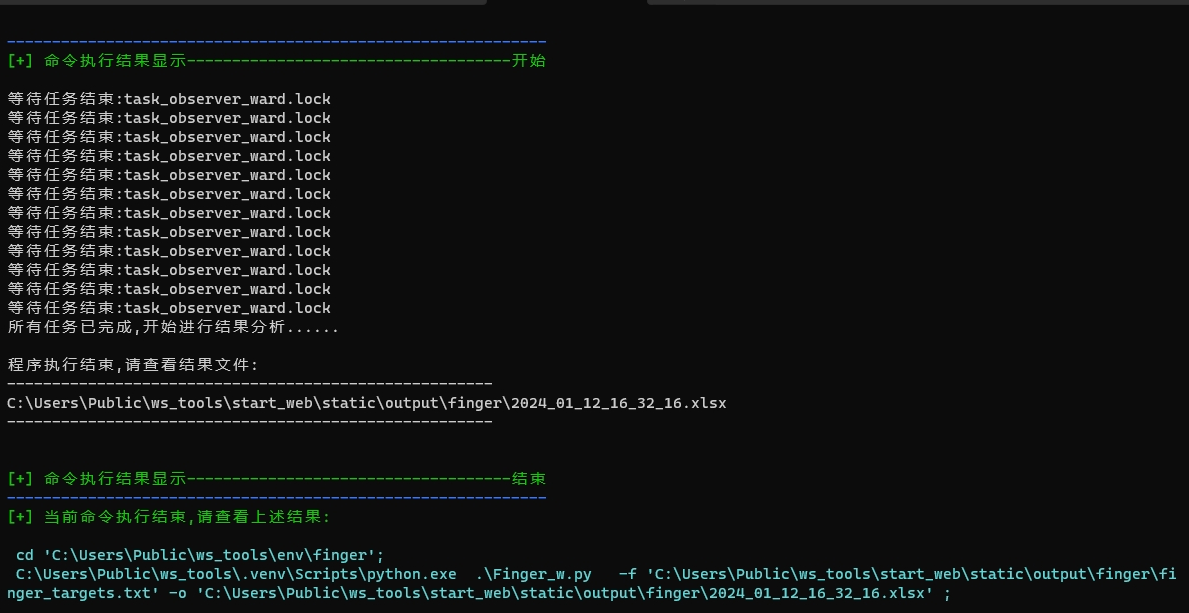 ------------------------------------------------------------
[+] 命令执行结果显示------------------------------------开始
等待任务结束:task_observer_ward.lock
等待任务结束:task_observer_ward.lock
等待任务结束:task_observer_ward.lock
等待任务结束:task_observer_ward.lock
等待任务结束:task_observer_ward.lock
等待任务结束:task_observer_ward.lock
等待任务结束:task_observer_ward.lock
等待任务结束:task_observer_ward.lock
等待任务结束:task_observer_ward.lock
等待任务结束:task_observer_ward.lock
等待任务结束:task_observer_ward.lock
等待任务结束:task_observer_ward.lock
所有任务已完成,开始进行结果分析......
程序执行结束,请查看结果文件:
------------------------------------------------------
C:\Users\Public\ws_tools\start_web\static\output\finger\2024_01_12_16_32_16.xlsx
------------------------------------------------------
[+] 命令执行结果显示------------------------------------结束
------------------------------------------------------------
[+] 当前命令执行结束,请查看上述结果:
cd 'C:\Users\Public\ws_tools\env\finger';
C:\Users\Public\ws_tools\.venv\Scripts\python.exe  .\Finger_w.py   -f 'C:\Users\Public\ws_tools\start_web\static\output\finger\fi
nger_targets.txt' -o 'C:\Users\Public\ws_tools\start_web\static\output\finger\2024_01_12_16_32_16.xlsx' ;